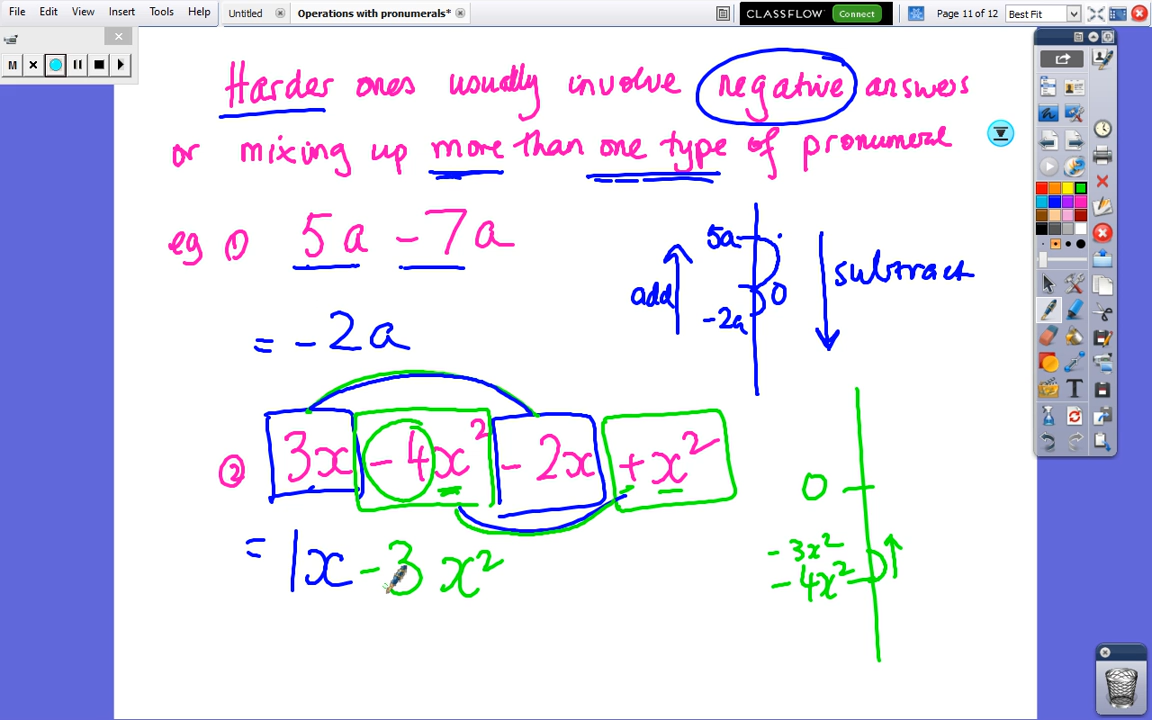 File Edit View Insert Tools Help
Untitled Operations with pronumerals*
CLASSFLOW Connect
Page 11 of 12 Best Fit
M
Harder ones usually involve negative answers
or mixing up more than one type of pronumeral
eg ① 5a - 7a
= - 2a
5a
0
-2a
add
subtract
② 3x - 4x² - 2x + x²
= 1x - 3x²
0
- 3x²
- 4x²
T